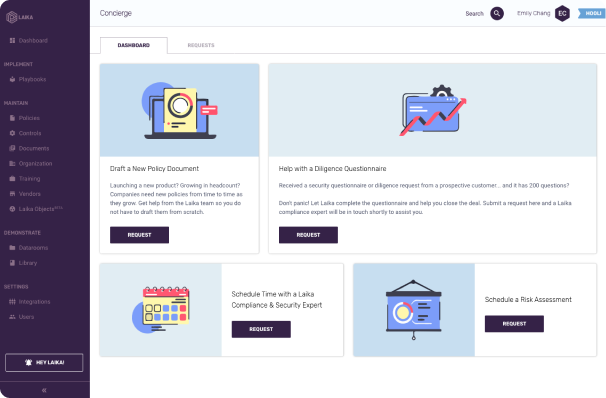 LAIKA
Dashboard
IMPLEMENT
Playbooks
MAINTAIN
Policies
Controls
Documents
Organization
Training
Vendors
Laika Objects BETA
DEMONSTRATE
Datarooms
Library
SETTINGS
Integrations
Users
HEY LAIKA!
Concierge
Search
Emily Chang
EC
HOOLI
DASHBOARD
REQUESTS
Draft a New Policy Document
Launching a new product? Growing in headcount?
Companies need new policies from time to time as
they grow. Get help from the Laika team so you do
not have to draft them from scratch.
REQUEST
Help with a Diligence Questionnaire
Received a security questionnaire or diligence request from a prospective customer... and it has 200 questions?
Don't panic! Let Laika complete the questionnaire and help you close the deal. Submit a request here and a Laika
compliance expert will be in touch shortly to assist you.
REQUEST
Schedule Time with a Laika
Compliance & Security Expert
REQUEST
Schedule a Risk Assessment
REQUEST